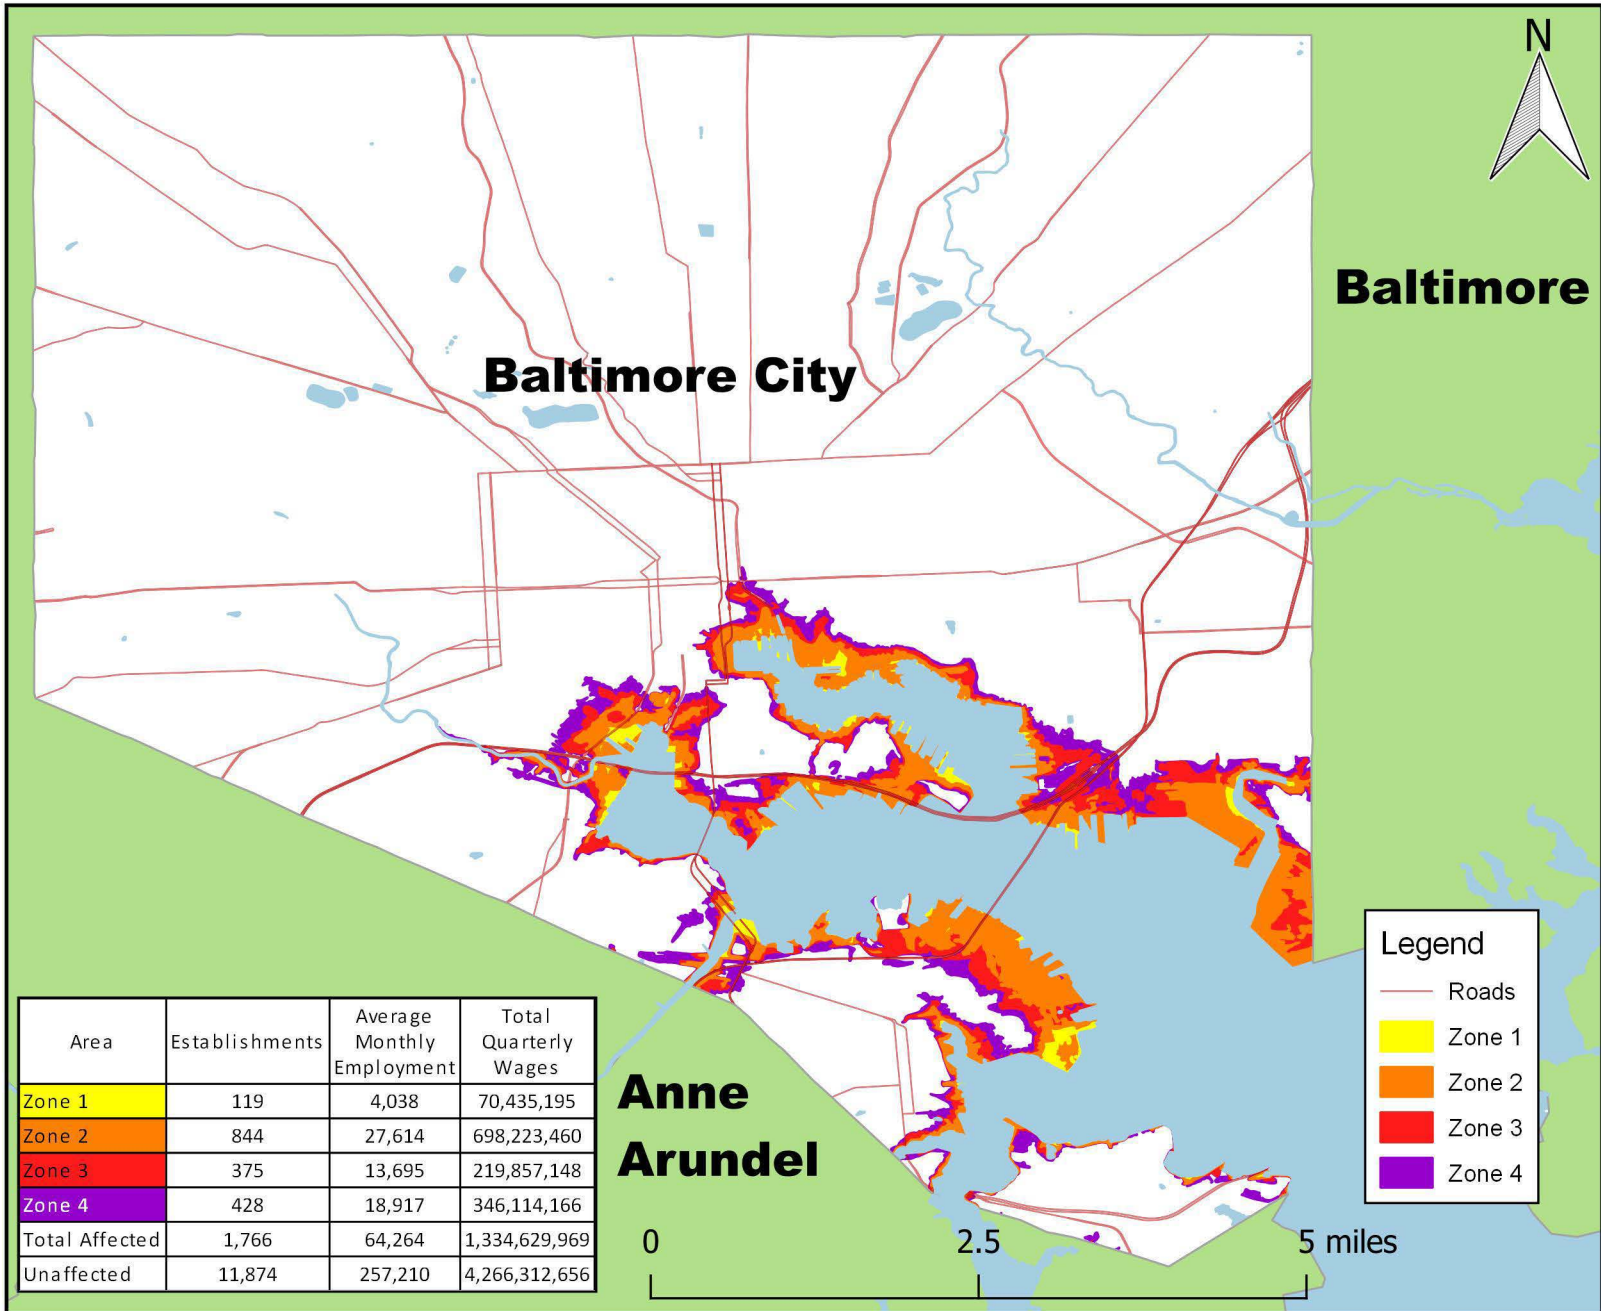 N
Baltimore
Baltimore City
Legend
Roads
Zone 1
Zone 2
Zone 3
Zone 4
Area Establishments Average Monthly Employment Total Quarterly Wages
Zone 1 119 4,038 70,435,195
Zone 2 844 27,614 698,223,460
Zone 3 375 13,695 219,857,148
Zone 4 428 18,917 346,114,166
Total Affected 1,766 64,264 1,334,629,969
Unaffected 11,874 257,210 4,266,312,656
Anne
Arundel
0 2.5 5 miles